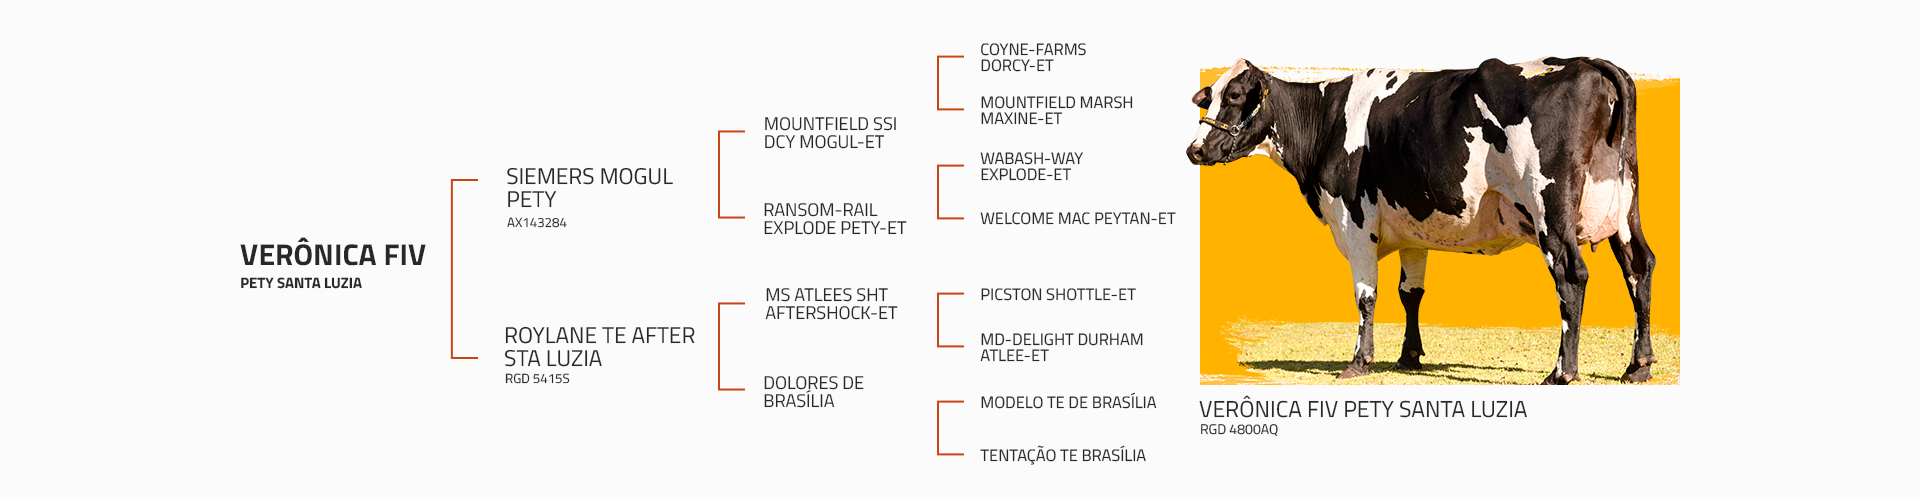 VERÔNICA FIV
PETY SANTA LUZIA
SIEMERS MOGUL
PETY
AX143284
ROYLANE TE AFTER
STA LUZIA
RGD 5415S
MOUNTFIELD SSI
DCY MOGUL-ET
RANSOM-RAIL
EXPLODE PETY-ET
MS ATLEES SHT
AFTERSHOCK-ET
DOLORES DE
BRASÍLIA
COYNE-FARMS
DORCY-ET
MOUNTFIELD MARSH
MAXINE-ET
WABASH-WAY
EXPLODE-ET
WELCOME MAC PEYTAN-ET
PICSTON SHOTTLE-ET
MD-DELIGHT DURHAM
ATLEE-ET
MODELO TE DE BRASÍLIA
TENTAÇÃO TE BRASÍLIA
VERÔNICA FIV PETY SANTA LUZIA
RGD 4800AQ